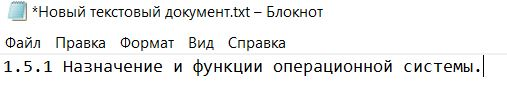 *Новый текстовый документ.txt – Блокнот
Файл Правка Формат Вид Справка
1.5.1 Назначение и функции операционной системы.